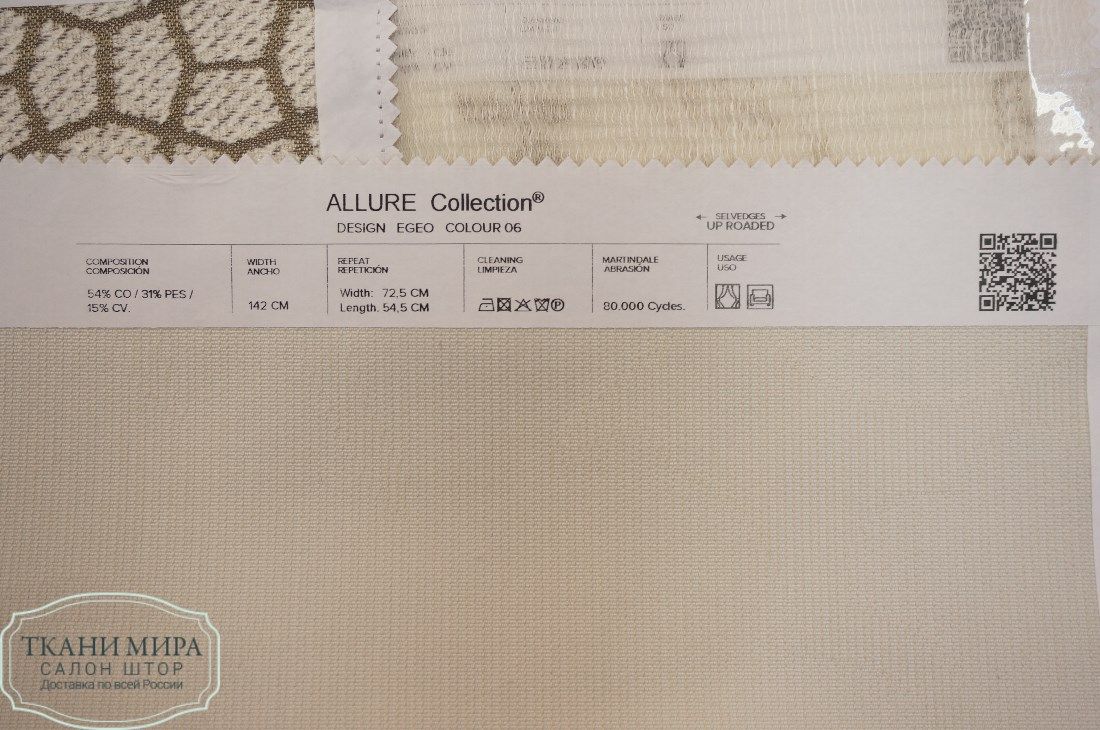 ALLURE Collection®
DESIGN EGEO COLOUR 06
SELVEDGES
UP ROADED
COMPOSITION
COMPOSICIÓN
54% CO / 31% PES /
15% CV.
WIDTH
ANCHO
142 CM
REPEAT
REPETICIÓN
Width: 72,5 CM
Length. 54,5 CM
CLEANING
LIMPIEZA
MARTINDALE
ABRASIÓN
80.000 Cycles.
USAGE
USO
ТКАНИ МИРА
САЛОН ШТОР
Доставка по всей России